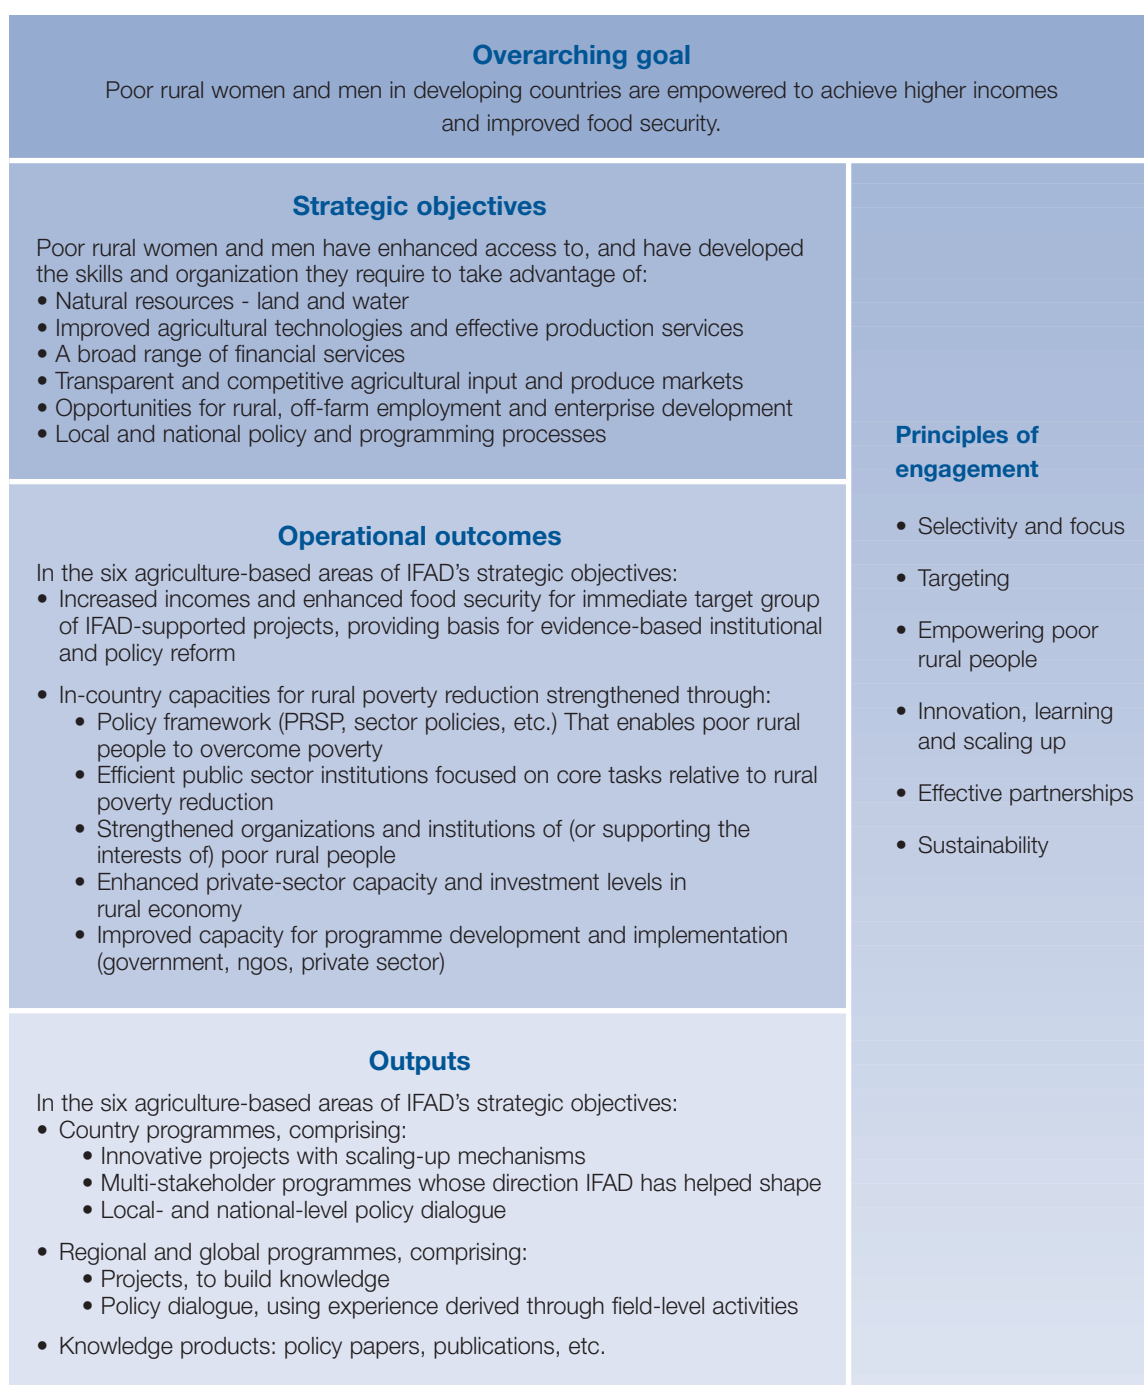 Overarching goal
Poor rural women and men in developing countries are empowered to achieve higher incomes
and improved food security.
Strategic objectives
Poor rural women and men have enhanced access to, and have developed
the skills and organization they require to take advantage of:
• Natural resources - land and water
• Improved agricultural technologies and effective production services
• A broad range of financial services
• Transparent and competitive agricultural input and produce markets
• Opportunities for rural, off-farm employment and enterprise development
• Local and national policy and programming processes
Operational outcomes
In the six agriculture-based areas of IFAD's strategic objectives:
• Increased incomes and enhanced food security for immediate target group
of IFAD-supported projects, providing basis for evidence-based institutional
and policy reform
• In-country capacities for rural poverty reduction strengthened through:
• Policy framework (PRSP, sector policies, etc.) That enables poor rural
people to overcome poverty
• Efficient public sector institutions focused on core tasks relative to rural
poverty reduction
• Strengthened organizations and institutions of (or supporting the
interests of) poor rural people
• Enhanced private-sector capacity and investment levels in
rural economy
• Improved capacity for programme development and implementation
(government, ngos, private sector)
Outputs
In the six agriculture-based areas of IFAD's strategic objectives:
• Country programmes, comprising:
• Innovative projects with scaling-up mechanisms
• Multi-stakeholder programmes whose direction IFAD has helped shape
• Local- and national-level policy dialogue
• Regional and global programmes, comprising:
• Projects, to build knowledge
• Policy dialogue, using experience derived through field-level activities
• Knowledge products: policy papers, publications, etc.
Principles of
engagement
• Selectivity and focus
• Targeting
• Empowering poor
rural people
• Innovation, learning
and scaling up
• Effective partnerships
• Sustainability